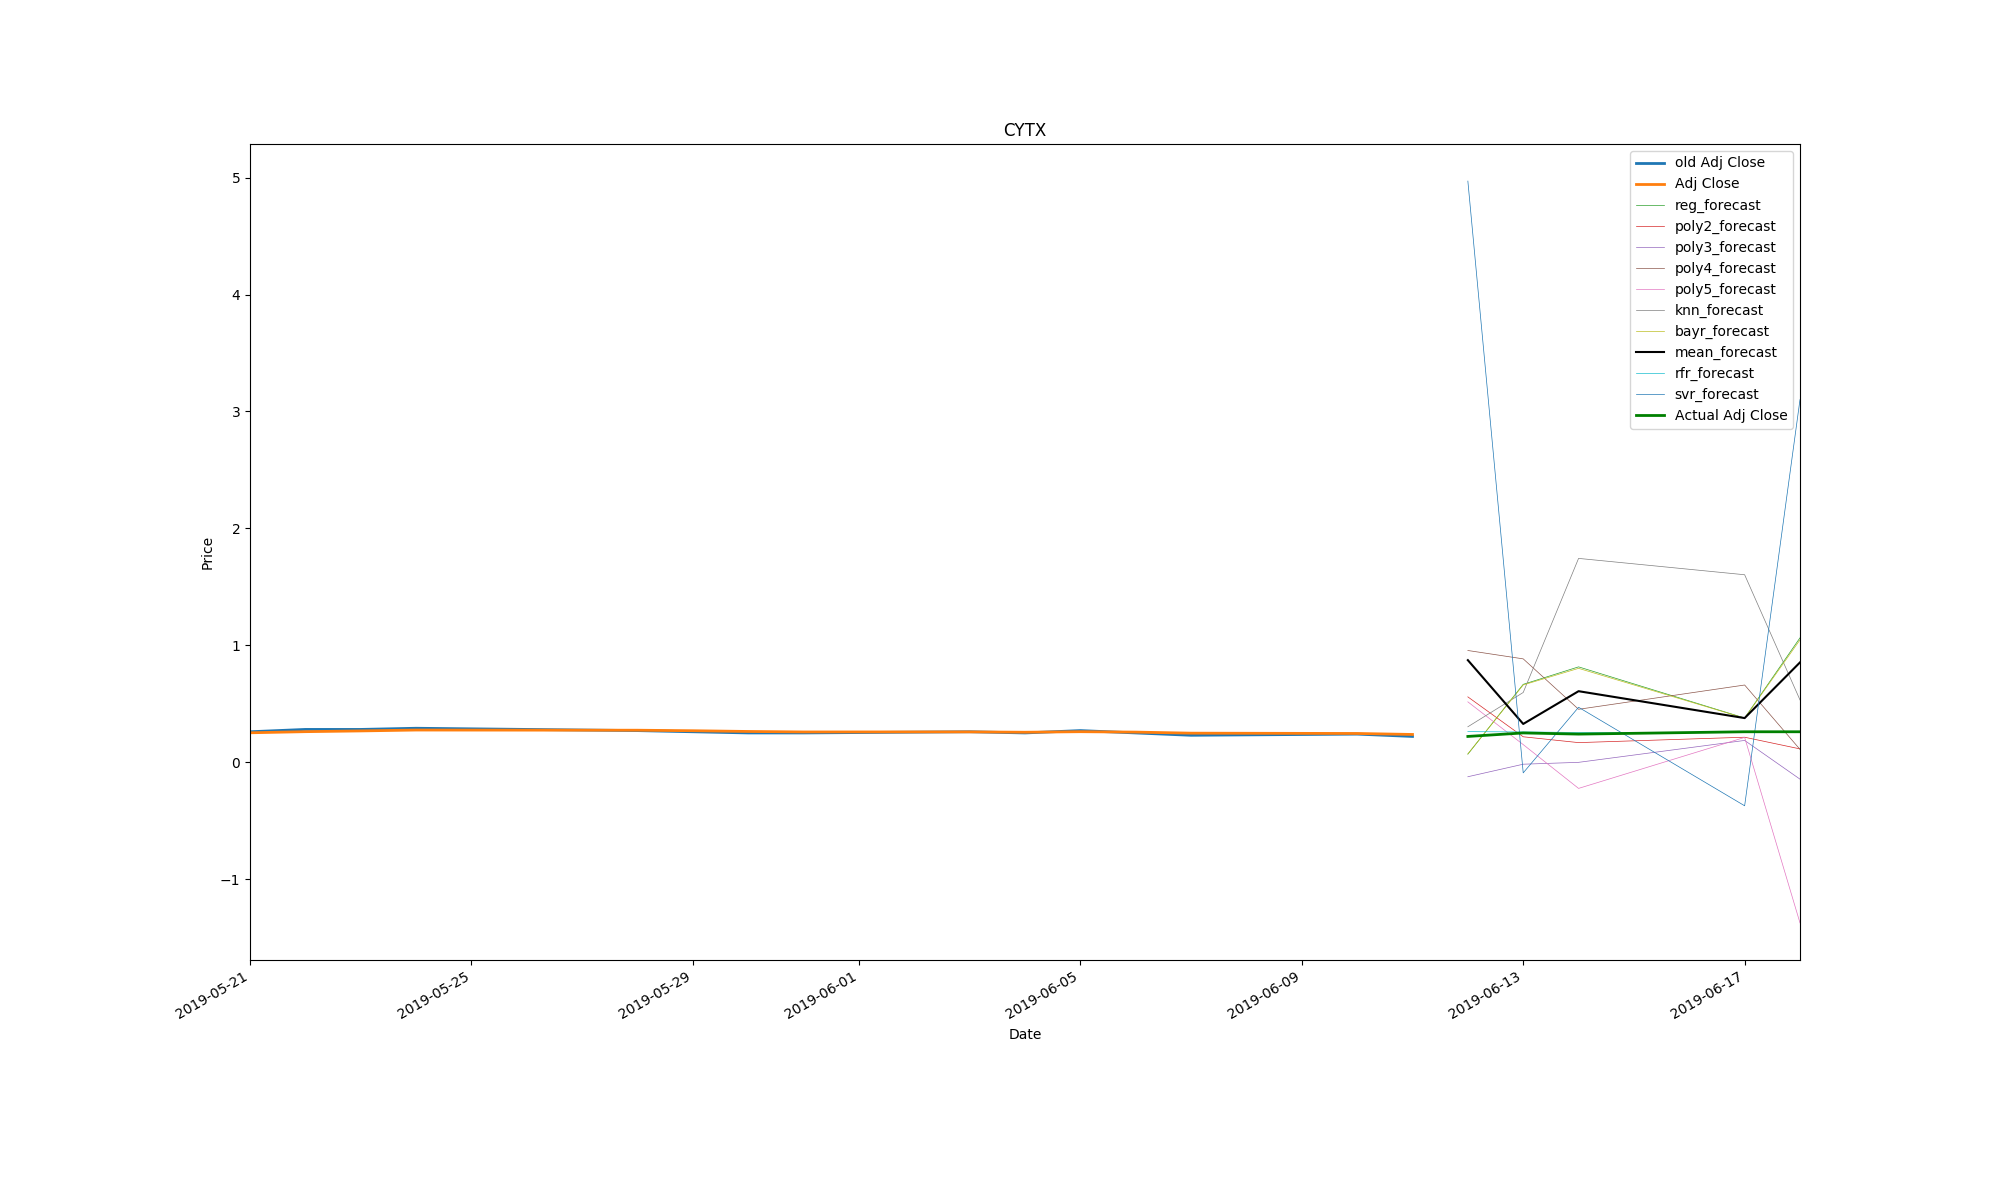 CYTX
5
4
3
2
1
0
−1
Price
old Adj Close
Adj Close
reg_forecast
poly2_forecast
poly3_forecast
poly4_forecast
poly5_forecast
knn_forecast
bayr_forecast
mean_forecast
rfr_forecast
svr_forecast
Actual Adj Close
2019-05-21
2019-05-25
2019-05-29
2019-06-01
2019-06-05
2019-06-09
2019-06-13
2019-06-17
Date